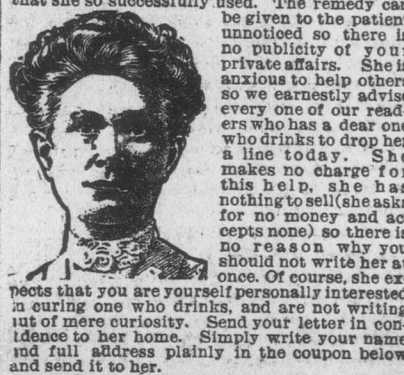 that she so successfully used. The remedy can
be given to the patient
unnoticed so there is
no publicity of your
private affairs. She is
anxious to help others
so we earnestly advise
every one of our read-
ers who has a dear one
who drinks to drop her
a line today. She
makes no charge for
this help, she has
nothing to sell (she asks
for no money and ac
cepts none) so there is
no reason why you
should not write her at
once. Of course, she ex
pects that you are yourself personally interested
in curing one who drinks, and are not writing
out of mere curiosity. Send your letter in con-
fidence to her home. Simply write your name
and full address plainly in the coupon below
and send it to her.